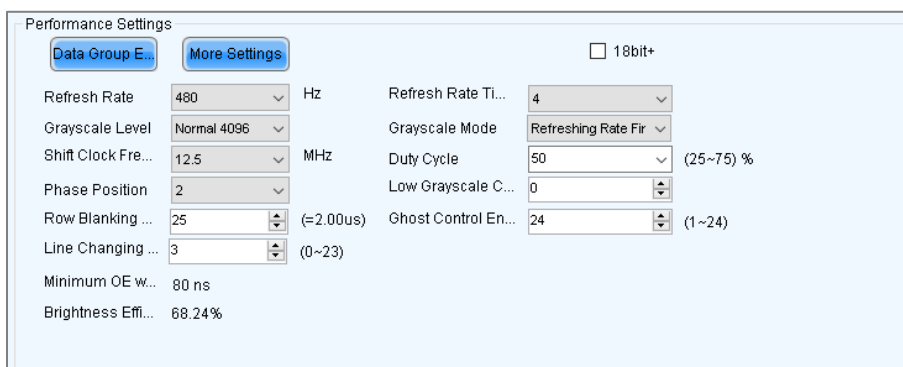 Performance Settings
Data Group E... More Settings 18bit+
Refresh Rate 480 Hz Refresh Rate Ti... 4
Grayscale Level Normal 4096 Grayscale Mode Refreshing Rate Fir
Shift Clock Fre... 12.5 MHz Duty Cycle 50 (25~75) %
Phase Position 2 Low Grayscale C... 0
Row Blanking ... 25 (=2.00us) Ghost Control En... 24 (1~24)
Line Changing ... 3 (0~23)
Minimum OE w... 80 ns
Brightness Effi... 68.24%